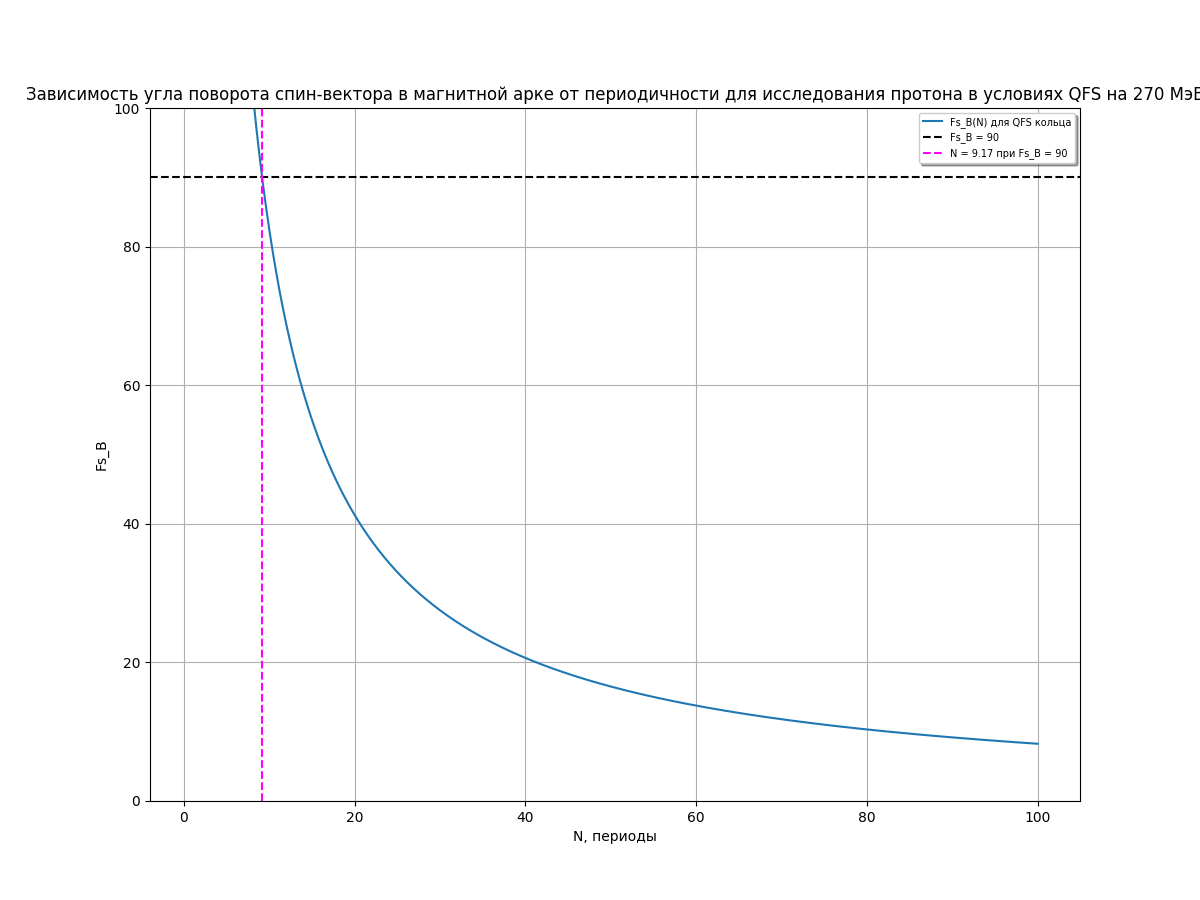 Зависимость угла поворота спин-вектора в магнитной арке от периодичности для исследования протона в условиях QFS на 270 МэВ
100
80
60
40
20
0
Fs_B
Fs_B(N) для QFS кольца
Fs_B = 90
N = 9.17 при Fs_B = 90
0 20 40 60 80 100
N, периоды